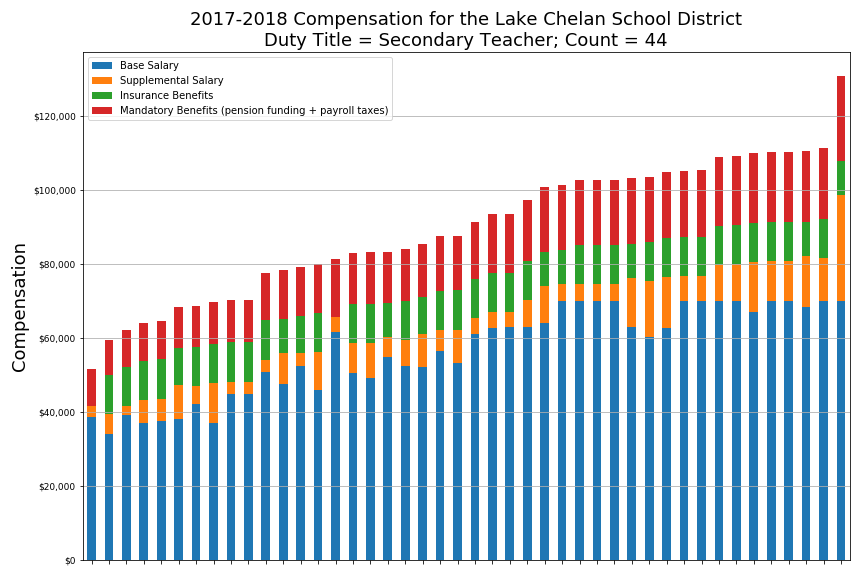 2017-2018 Compensation for the Lake Chelan School District
Duty Title = Secondary Teacher; Count = 44
Base Salary
Supplemental Salary
Insurance Benefits
Mandatory Benefits (pension funding + payroll taxes)
Compensation
$120,000
$100,000
$80,000
$60,000
$40,000
$20,000
$0